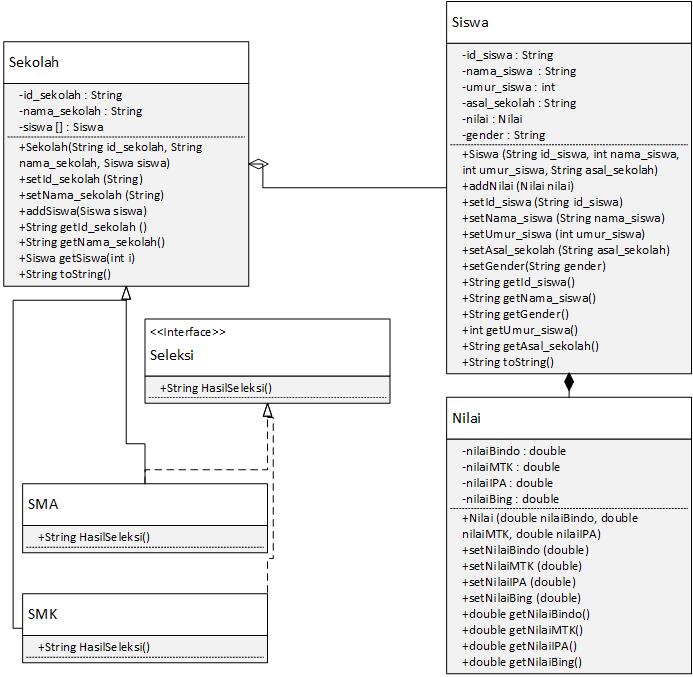 Sekolah
-id_sekolah : String
-nama_sekolah : String
-siswa [] : Siswa
+Sekolah(String id_sekolah, String
nama_sekolah, Siswa siswa)
+setId_sekolah (String)
+setNama_sekolah (String)
+addSiswa(Siswa siswa)
+String getId_sekolah ()
+String getNama_sekolah()
+Siswa getSiswa(int i)
+String toString()
Siswa
-id_siswa : String
-nama_siswa : String
-umur_siswa : int
-asal_sekolah : String
-nilai : Nilai
-gender : String
+Siswa (String id_siswa, int nama_siswa,
int umur_siswa, String asal_sekolah)
+addNilai (Nilai nilai)
+setId_siswa (String id_siswa)
+setNama_siswa (String nama_siswa)
+setUmur_siswa (int umur_siswa)
+setAsal_sekolah (String asal_sekolah)
+setGender(String gender)
+String getId_siswa()
+String getNama_siswa()
+String getGender()
+int getUmur_siswa()
+String getAsal_sekolah()
+String toString()
<<Interface>>
Seleksi
+String HasilSeleksi()
SMA
+String HasilSeleksi()
SMK
+String HasilSeleksi()
Nilai
-nilaiBindo : double
-nilaiMTK : double
-nilaiIPA : double
-nilaiBing : double
+Nilai (double nilaiBindo, double
nilaiMTK, double nilaiIPA)
+setNilaiBindo (double)
+setNilaiMTK (double)
+setNilaiIPA (double)
+setNilaiBing (double)
+double getNilaiBindo()
+double getNilaiMTK()
+double getNilaiIPA()
+double getNilaiBing()